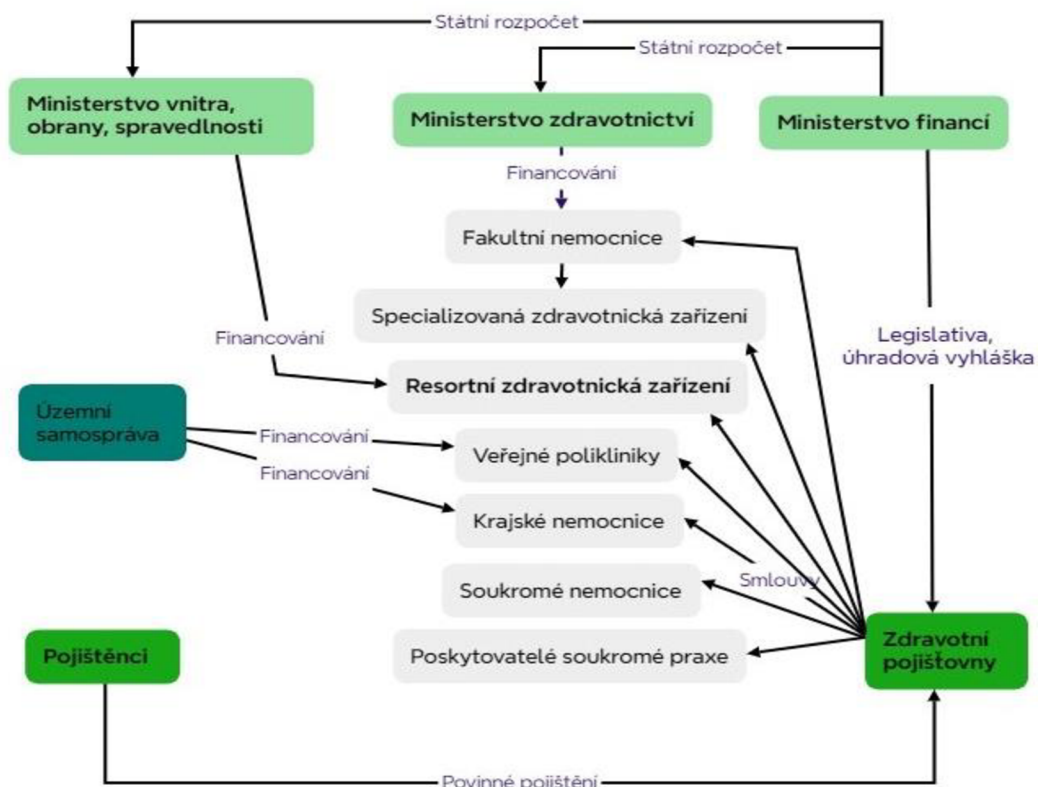 Státní rozpočet
Státní rozpočet
Ministerstvo vnitra,
obrany, spravedlnosti
Ministerstvo zdravotnictví
Ministerstvo financí
Financování
Fakultní nemocnice
Specializovaná zdravotnická zařízení
Financování
Legislativa,
úhradová vyhláška
Resortní zdravotnická zařízení
Územní
samospráva
Financování
Veřejné polikliniky
Financování
Krajské nemocnice
Smlouvy
Soukromé nemocnice
Pojištěnci
Poskytovatelé soukromé praxe
Zdravotní
pojišťovny
Povinné pojištění